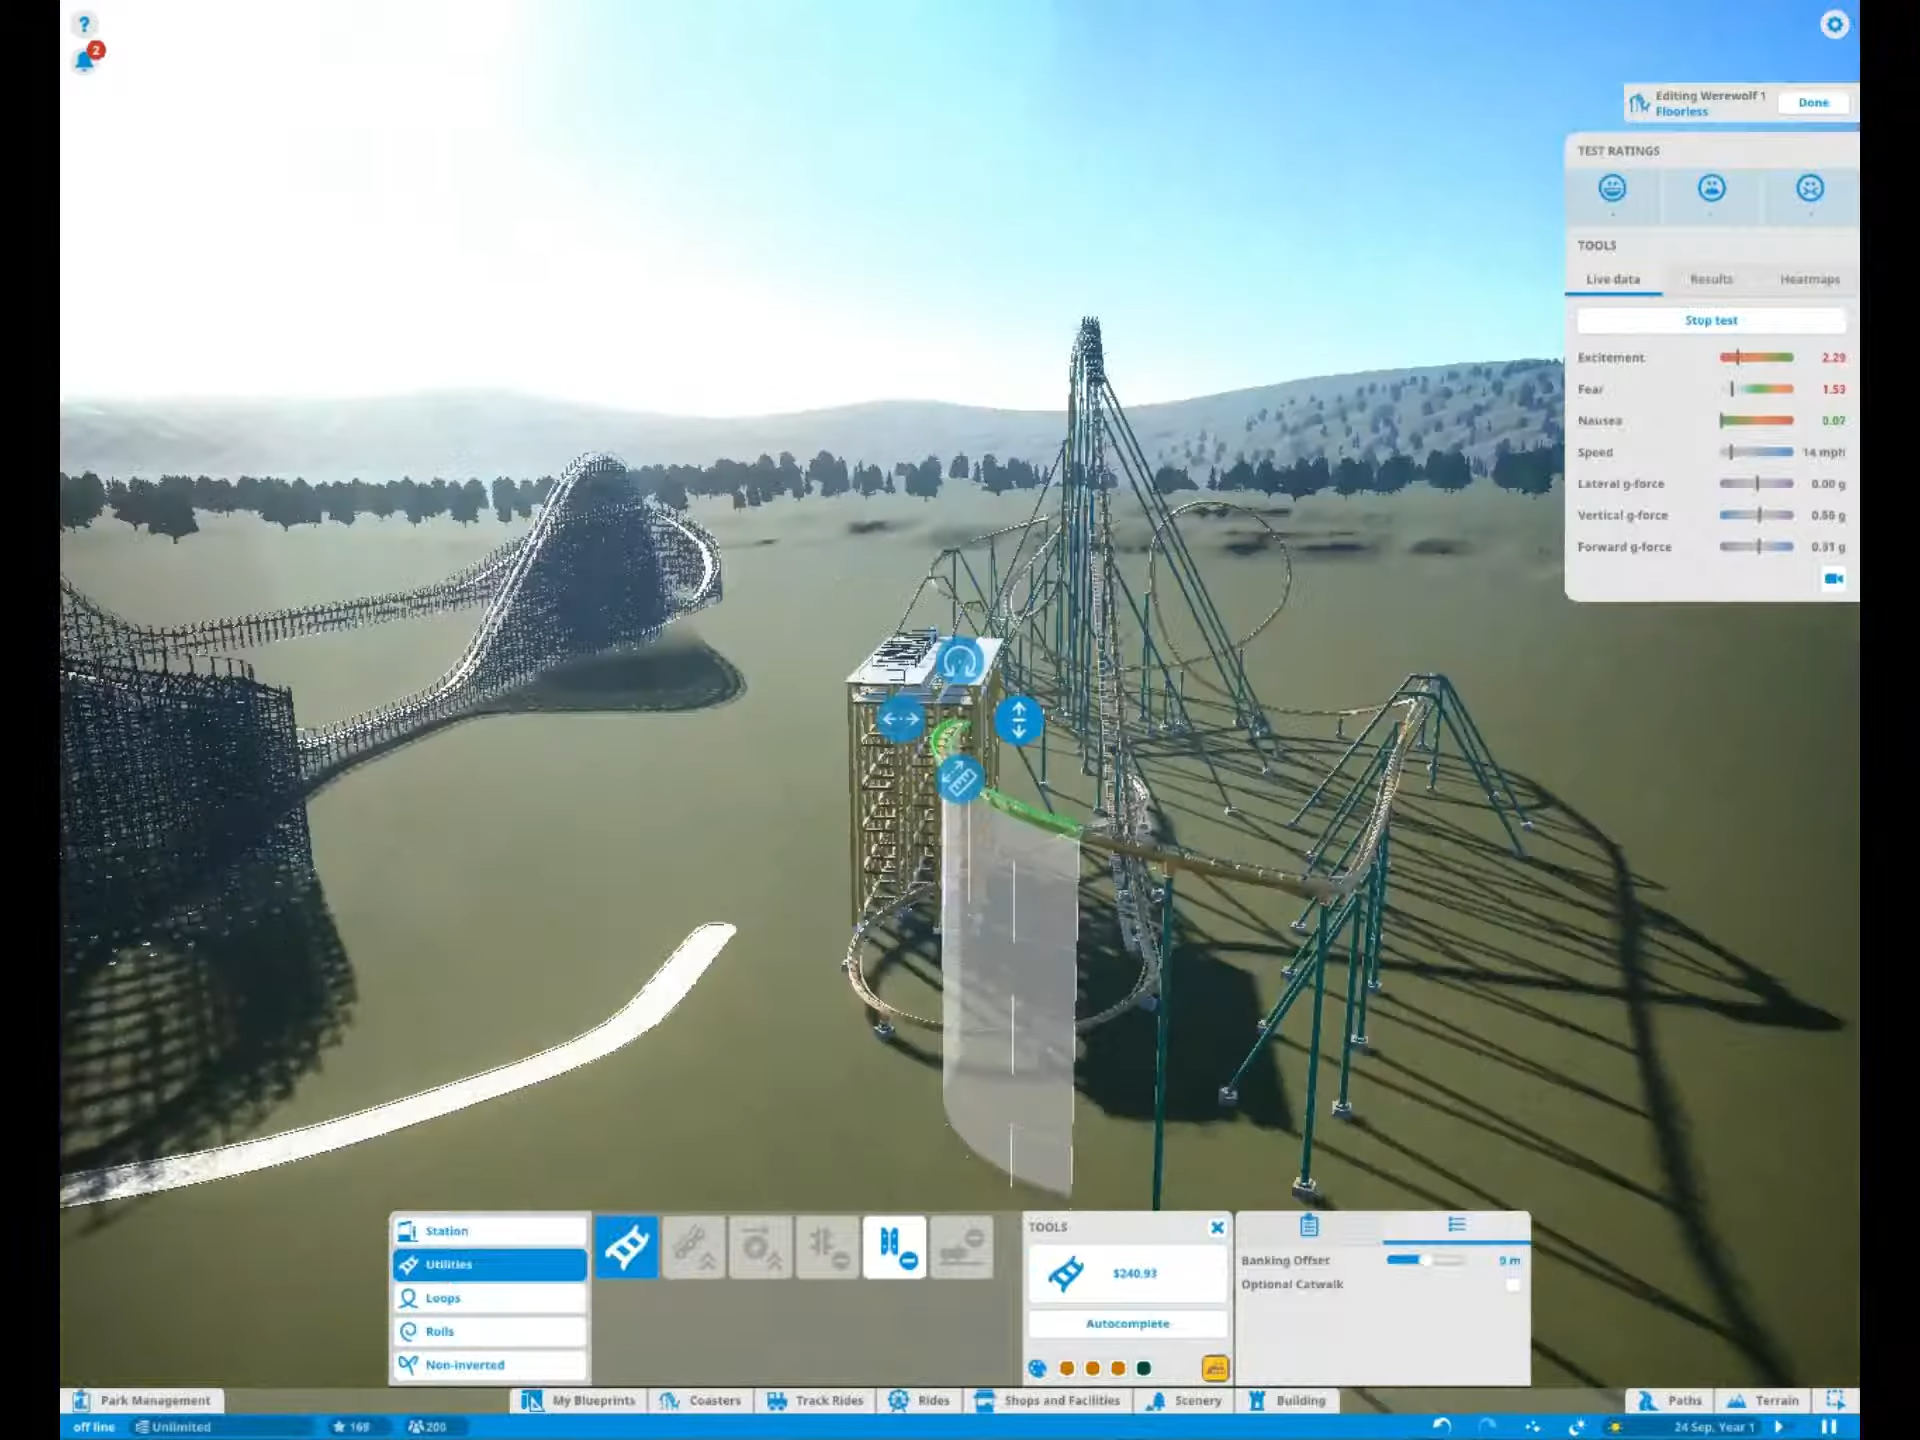 ?
2
Editing Werewolf 1
Floorless
Done
TEST RATINGS
TOOLS
Live data
Results
Heatmaps
Stop test
Excitement 2.29
Fear 1.53
Nausea 0.07
Speed 14 mph
Lateral g-force 0.00 g
Vertical g-force 0.56 g
Forward g-force 0.31 g
Station
Utilities
Loops
Rolls
Non-inverted
TOOLS
$240.93
Autocomplete
Banking Offset 9 m
Optional Catwalk
Park Management
My Blueprints
Coasters
Track Rides
Rides
Shops and Facilities
Scenery
Building
Paths
Terrain
off line
Unlimited
169
200
24 Sep, Year 1